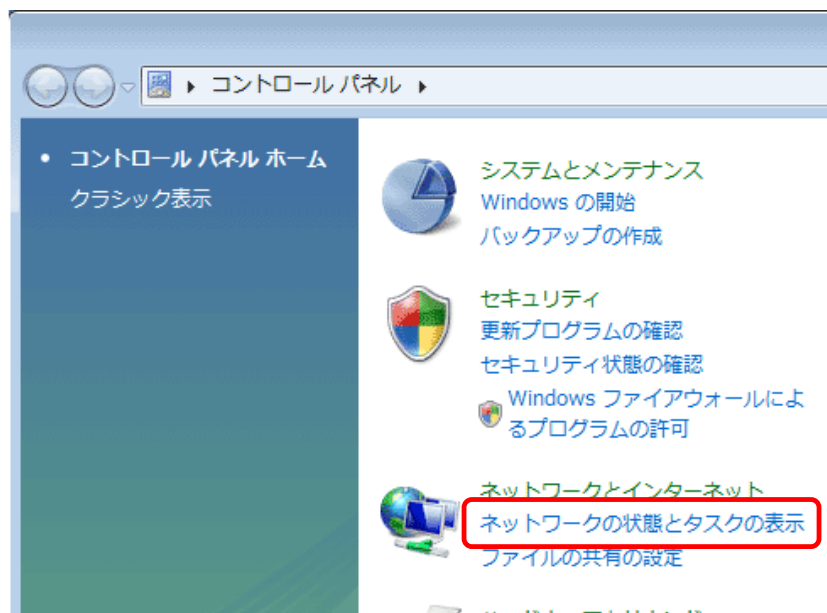 コントロール パネル
コントロール パネル ホーム
クラシック表示
システムとメンテナンス
Windows の開始
バックアップの作成
セキュリティ
更新プログラムの確認
セキュリティ状態の確認
Windows ファイアウォールによ
るプログラムの許可
ネットワークとインターネット
ネットワークの状態とタスクの表示
ファイルの共有の設定